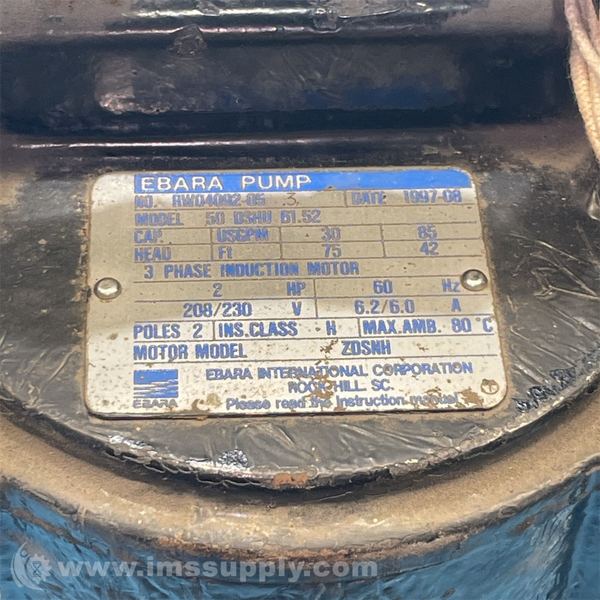 EBARA PUMP
NO. RW04092-05 3 DATE 1997-08
MODEL 50 DSHU 61.52
CAP. USGPM 30 85
HEAD Ft 75 42
3 PHASE INDUCTION MOTOR
2 HP 60 Hz
208/230 V 6.2/6.0 A
POLES 2 INS.CLASS H MAX.AMB. 80°C
MOTOR MODEL ZDSNH
EBARA INTERNATIONAL CORPORATION
ROCK HILL SC.
EBARA Please read the instruction manual
www.imssupply.com